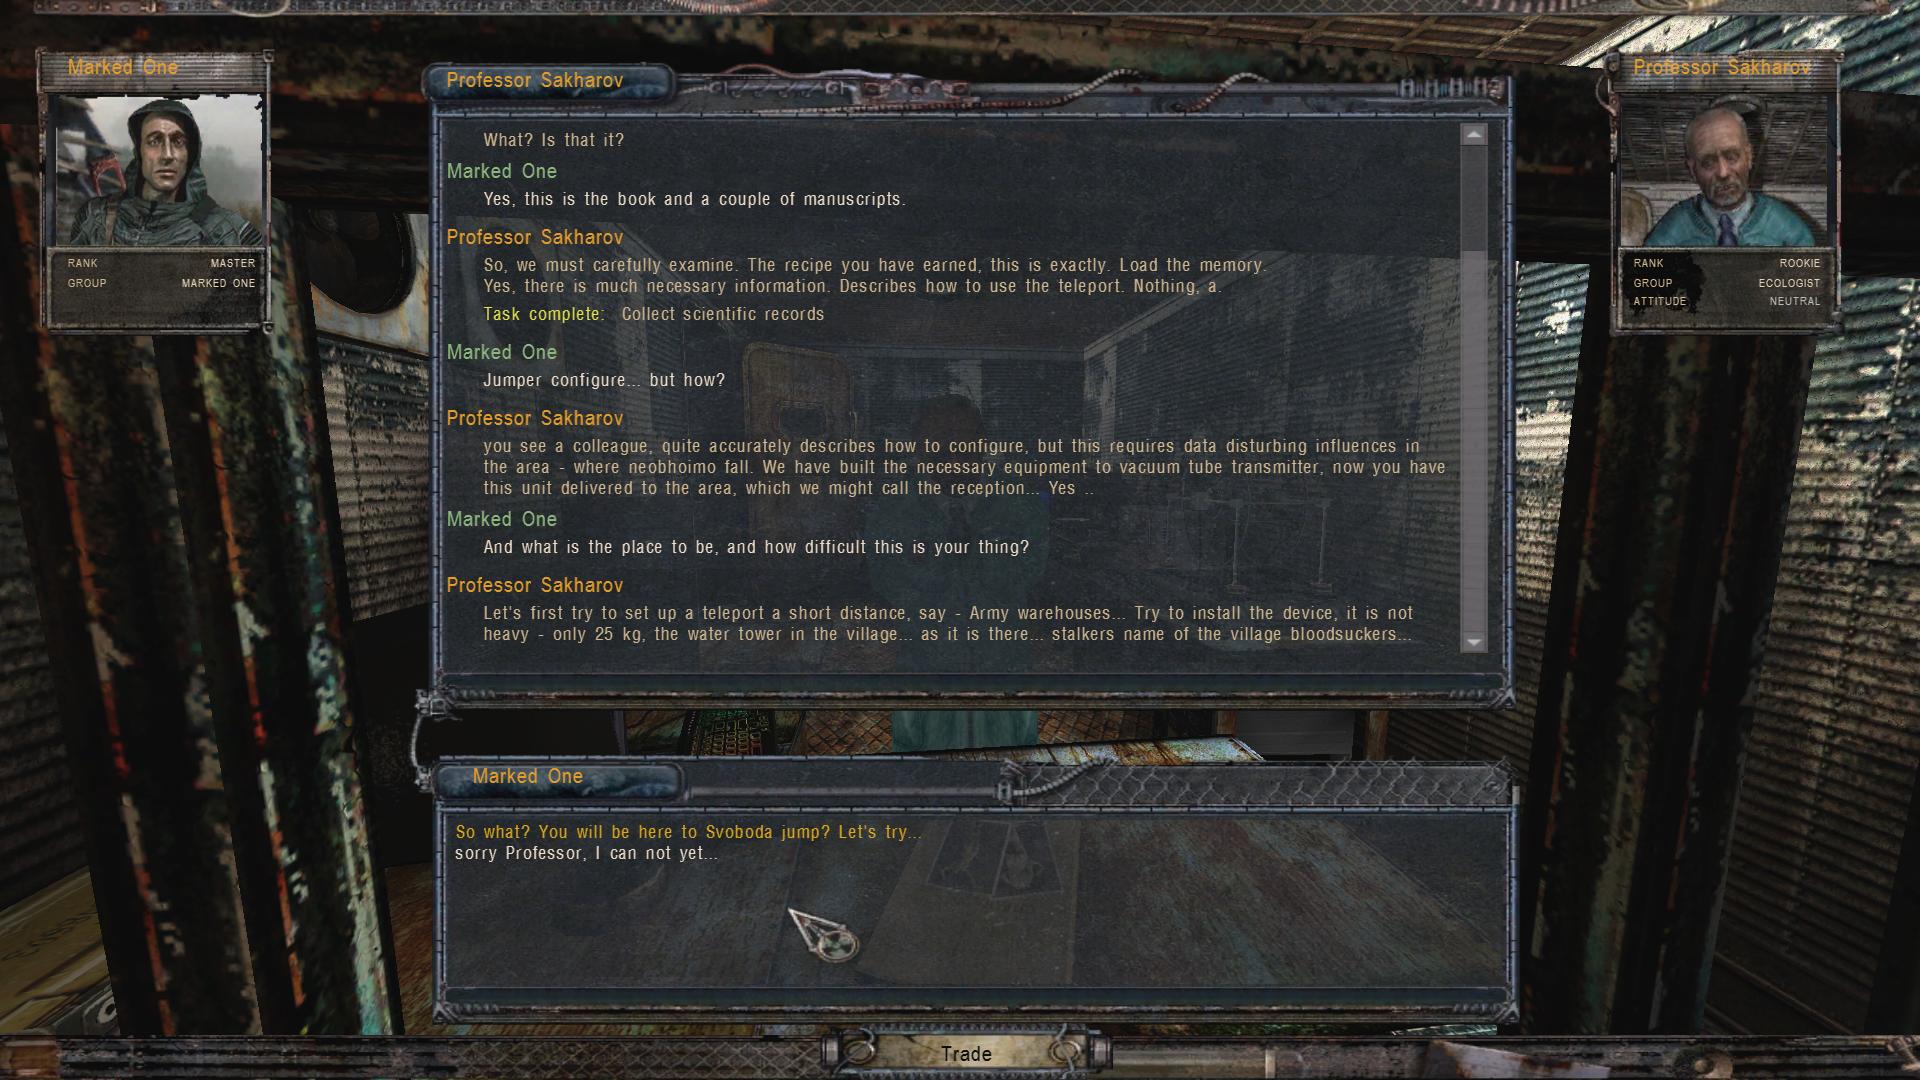 Marked One
RANK MASTER
GROUP MARKED ONE
Professor Sakharov
What? Is that it?
Marked One
Yes, this is the book and a couple of manuscripts.
Professor Sakharov
So, we must carefully examine. The recipe you have earned, this is exactly. Load the memory.
Yes, there is much necessary information. Describes how to use the teleport. Nothing, a.
Task complete: Collect scientific records
Marked One
Jumper configure... but how?
Professor Sakharov
you see a colleague, quite accurately describes how to configure, but this requires data disturbing influences in
the area - where neobhoimo fall. We have built the necessary equipment to vacuum tube transmitter, now you have
this unit delivered to the area, which we might call the reception... Yes ..
Marked One
And what is the place to be, and how difficult this is your thing?
Professor Sakharov
Let's first try to set up a teleport a short distance, say - Army warehouses... Try to install the device, it is not
heavy - only 25 kg, the water tower in the village... as it is there... stalkers name of the village bloodsuckers...
Professor Sakharov
RANK ROOKIE
GROUP ECOLOGIST
ATTITUDE NEUTRAL
Marked One
So what? You will be here to Svoboda jump? Let's try...
sorry Professor, I can not yet...
Trade